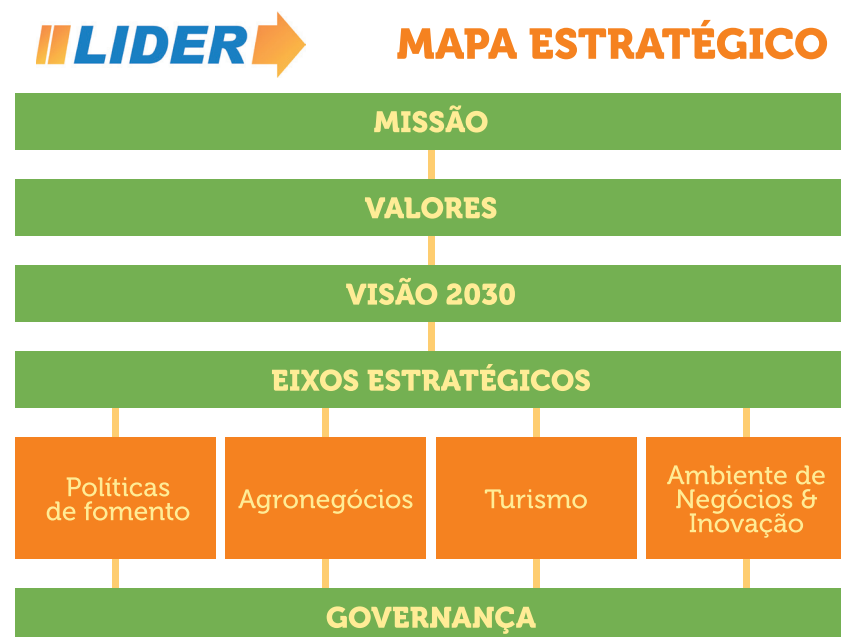 LIDER
MAPA ESTRATÉGICO
MISSÃO
VALORES
VISÃO 2030
EIXOS ESTRATÉGICOS
Políticas
de fomento
Agronegócios
Turismo
Ambiente de
Negócios &
Inovação
GOVERNANÇA